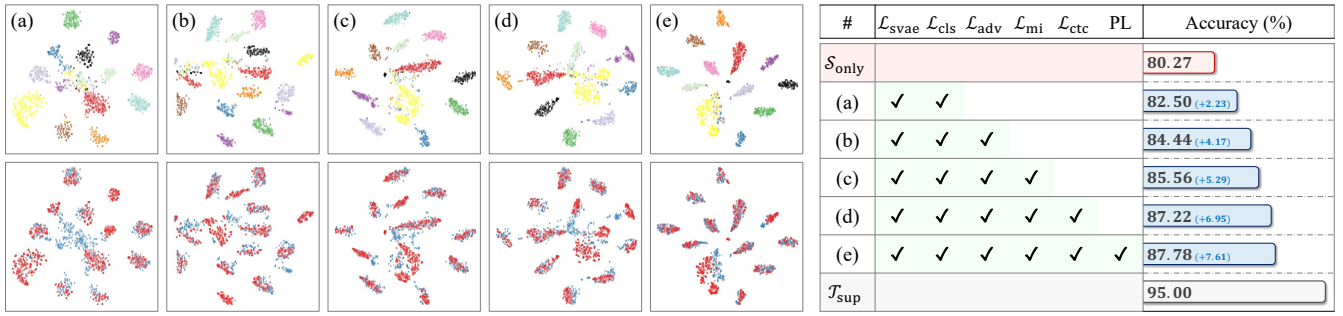 (a) (b) (c) (d) (e)
# ℒsvae ℒcls ℒadv ℒmi ℒctc PL Accuracy (%)
𝒮only 80.27
(a) ✓ ✓ 82.50 (+2.23)
(b) ✓ ✓ ✓ 84.44 (+4.17)
(c) ✓ ✓ ✓ ✓ 85.56 (+5.29)
(d) ✓ ✓ ✓ ✓ ✓ 87.22 (+6.95)
(e) ✓ ✓ ✓ ✓ ✓ ✓ 87.78 (+7.61)
𝒯sup 95.00